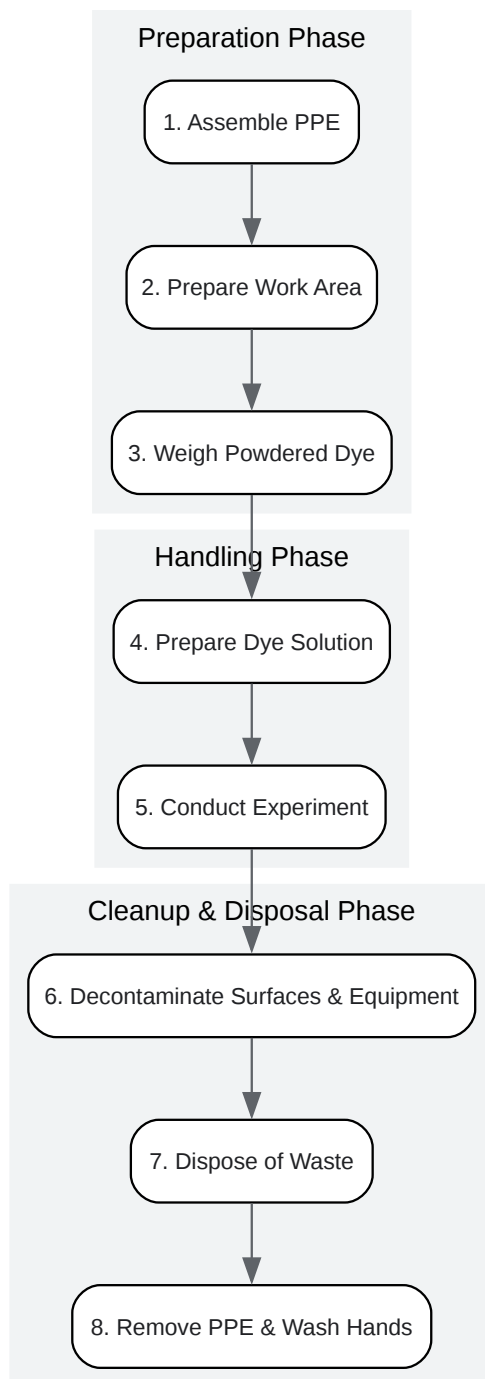 Preparation Phase
1. Assemble PPE
2. Prepare Work Area
3. Weigh Powdered Dye
Handling Phase
4. Prepare Dye Solution
5. Conduct Experiment
Cleanup & Disposal Phase
6. Decontaminate Surfaces & Equipment
7. Dispose of Waste
8. Remove PPE & Wash Hands